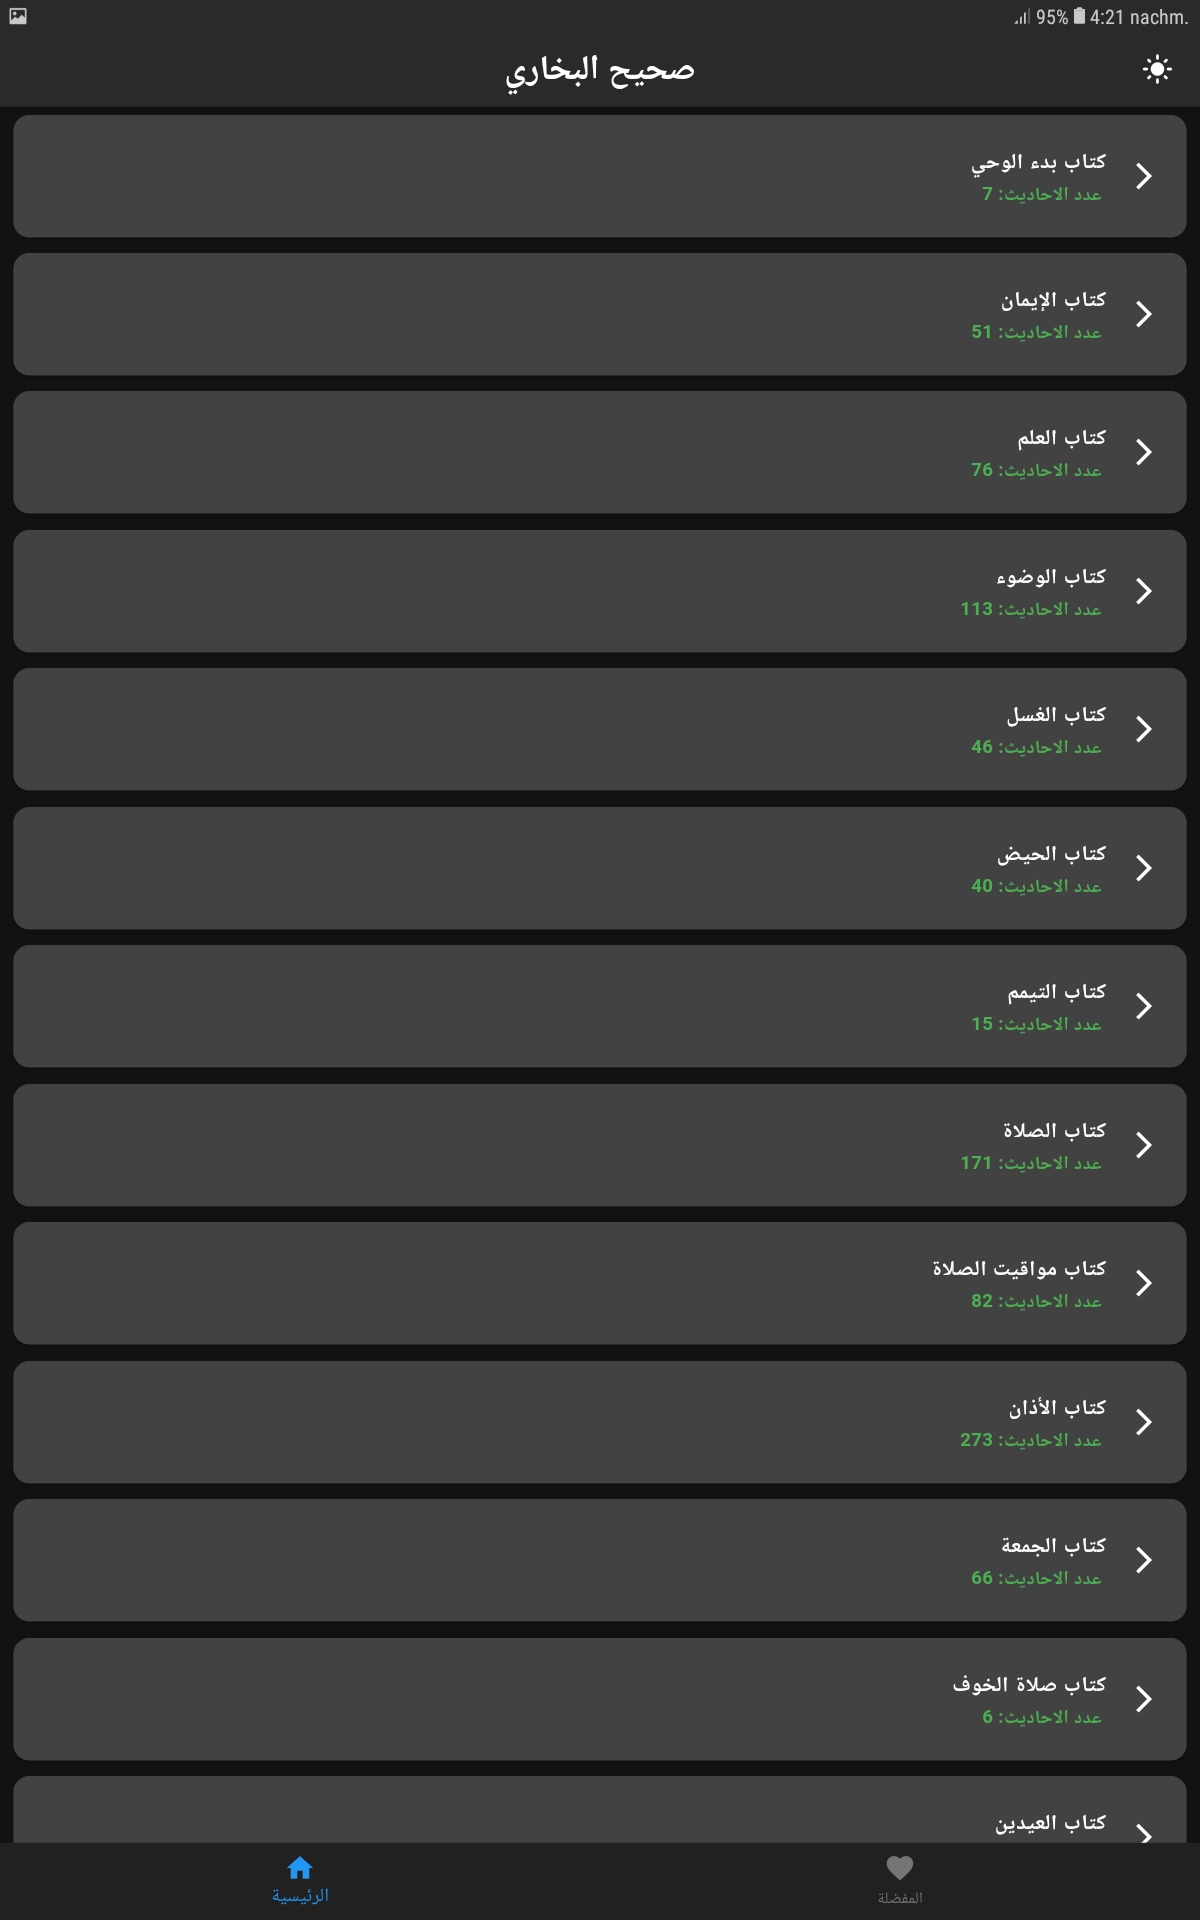 95% 4:21 nachm.
صحيح البخاري
كتاب بدء الوحي
عدد الاحاديث: 7
كتاب الإيمان
عدد الاحاديث: 51
كتاب العلم
عدد الاحاديث: 76
كتاب الوضوء
عدد الاحاديث: 113
كتاب الغسل
عدد الاحاديث: 46
كتاب الحيض
عدد الاحاديث: 40
كتاب التيمم
عدد الاحاديث: 15
كتاب الصلاة
عدد الاحاديث: 171
كتاب مواقيت الصلاة
عدد الاحاديث: 82
كتاب الأذان
عدد الاحاديث: 273
كتاب الجمعة
عدد الاحاديث: 66
كتاب صلاة الخوف
عدد الاحاديث: 6
كتاب العيدين
المفضلة
الرئيسية